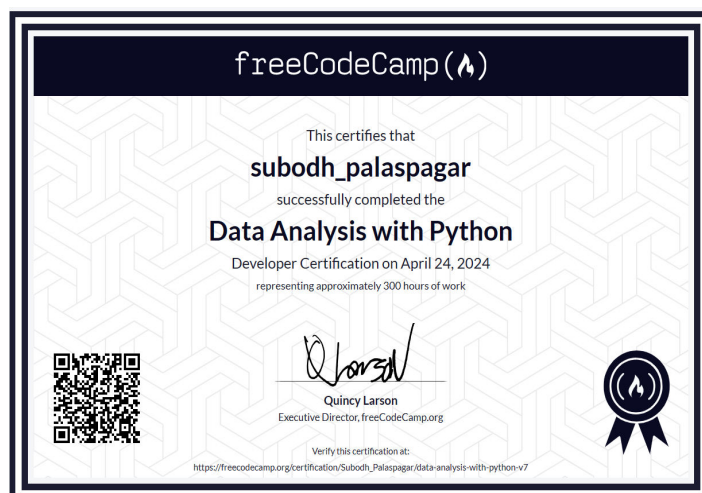 freeCodeCamp
This certifies that
subodh_palaspagar
successfully completed the
Data Analysis with Python
Developer Certification on April 24, 2024
representing approximately 300 hours of work
Quincy Larson
Executive Director, freeCodeCamp.org
Verify this certification at:
https://freecodecamp.org/certification/Subodh_Palaspagar/data-analysis-with-python-v7